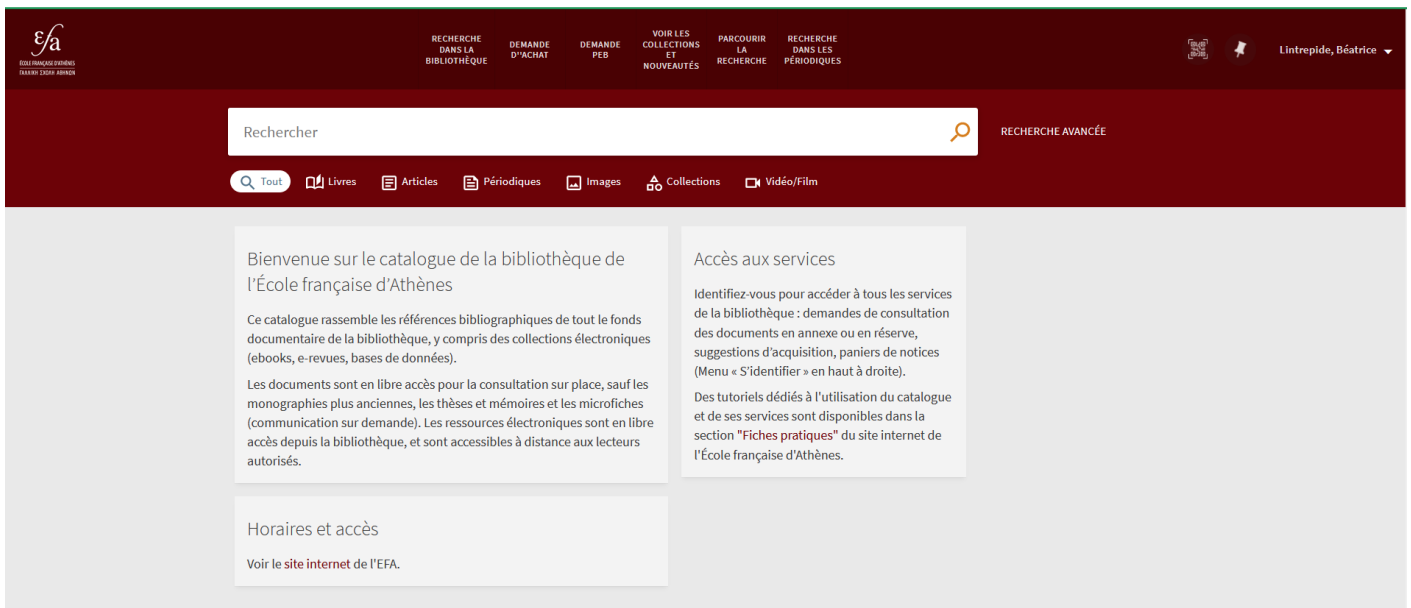 εfa
ÉCOLE FRANÇAISE D'ATHÈNES
ΓΑΛΛΙΚΗ ΣΧΟΛΗ ΑΘΗΝΩΝ
RECHERCHE
DANS LA
BIBLIOTHÈQUE
DEMANDE
D''ACHAT
DEMANDE
PEB
VOIR LES
COLLECTIONS
ET
NOUVEAUTÉS
PARCOURIR
LA
RECHERCHE
RECHERCHE
DANS LES
PÉRIODIQUES
Lintrepide, Béatrice
Rechercher
RECHERCHE AVANCÉE
Tout Livres Articles Périodiques Images Collections Vidéo/Film
Bienvenue sur le catalogue de la bibliothèque de
l'École française d'Athènes
Ce catalogue rassemble les références bibliographiques de tout le fonds
documentaire de la bibliothèque, y compris des collections électroniques
(ebooks, e-revues, bases de données).
Les documents sont en libre accès pour la consultation sur place, sauf les
monographies plus anciennes, les thèses et mémoires et les microfiches
(communication sur demande). Les ressources électroniques sont en libre
accès depuis la bibliothèque, et sont accessibles à distance aux lecteurs
autorisés.
Accès aux services
Identifiez-vous pour accéder à tous les services
de la bibliothèque : demandes de consultation
des documents en annexe ou en réserve,
suggestions d'acquisition, paniers de notices
(Menu « S'identifier » en haut à droite).
Des tutoriels dédiés à l'utilisation du catalogue
et de ses services sont disponibles dans la
section "Fiches pratiques" du site internet de
l'École française d'Athènes.
Horaires et accès
Voir le site internet de l'EFA.